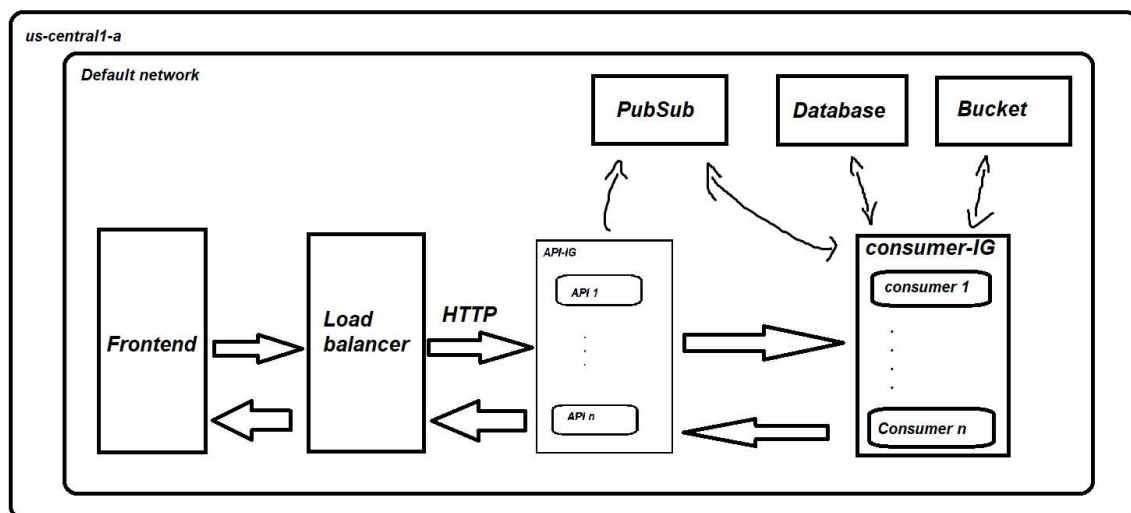 us-central1-a
Default network
PubSub
Database
Bucket
API-IG
consumer-IG
API 1
consumer 1
Frontend
Load
balancer
HTTP
API n
Consumer n